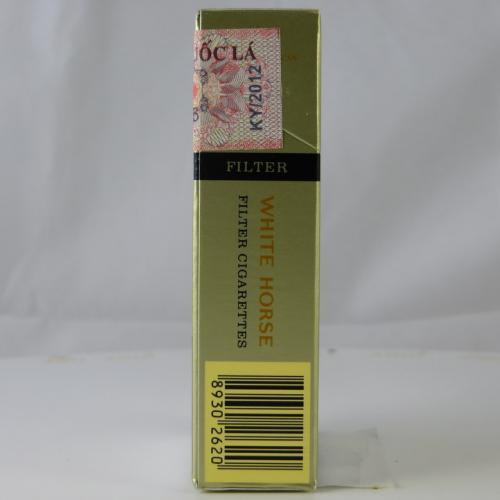 ỐC LÁ
KY/2012
FILTER
WHITE HORSE
FILTER CIGARETTES
8930 2620